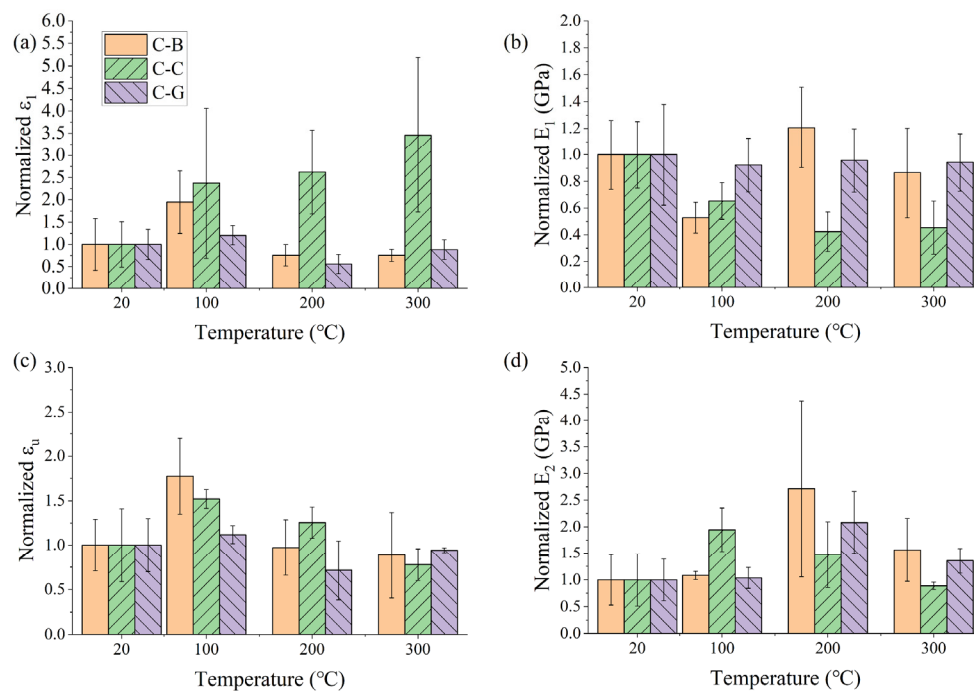 (a)
6.0
5.5
5.0
4.5
4.0
3.5
3.0
2.5
2.0
1.5
1.0
0.5
0.0
Normalized ε₁
C-B
C-C
C-G
20 100 200 300
Temperature (℃)
(b)
2.0
1.8
1.6
1.4
1.2
1.0
0.8
0.6
0.4
0.2
0.0
Normalized E₁ (GPa)
20 100 200 300
Temperature (℃)
(c)
3.0
2.5
2.0
1.5
1.0
0.5
0.0
Normalized εᵤ
20 100 200 300
Temperature (℃)
(d)
5.0
4.5
4.0
3.5
3.0
2.5
2.0
1.5
1.0
0.5
0.0
Normalized E₂ (GPa)
20 100 200 300
Temperature (℃)